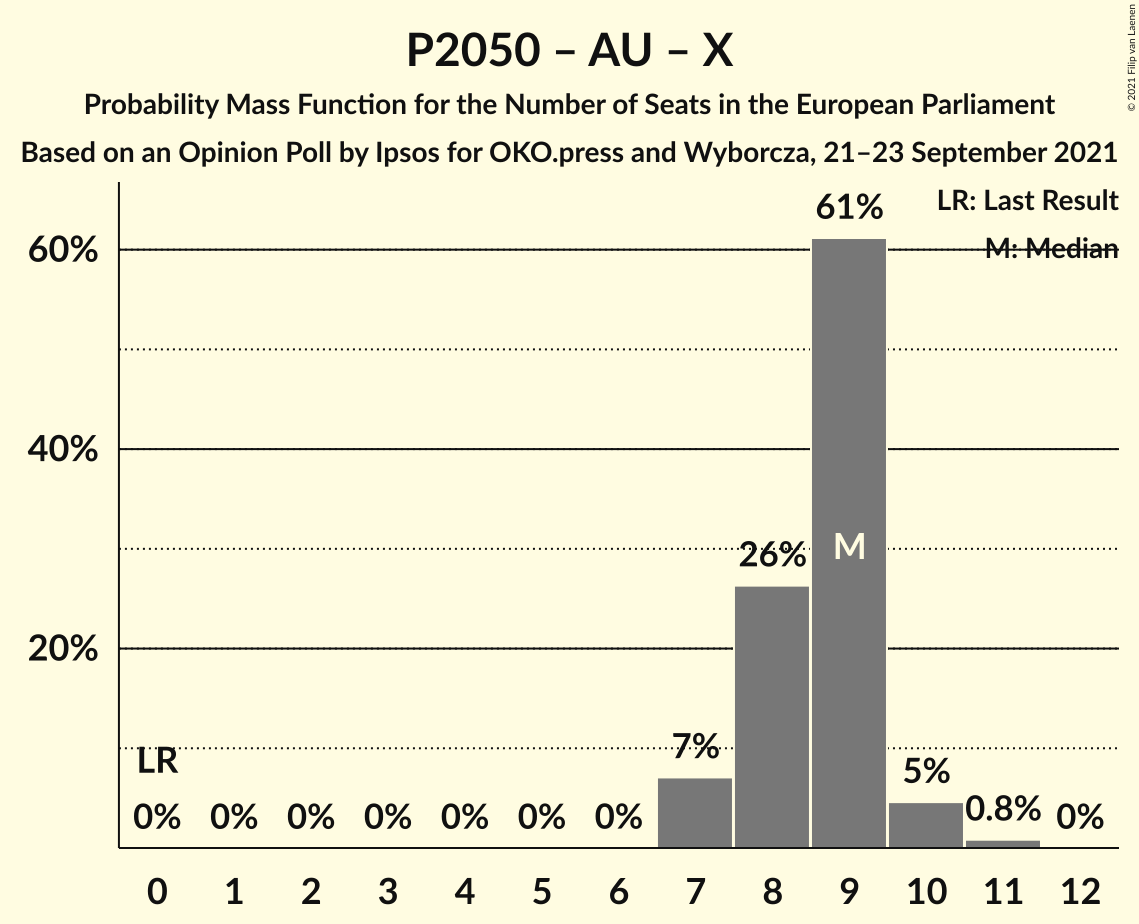 P2050 – AU – X
Probability Mass Function for the Number of Seats in the European Parliament
Based on an Opinion Poll by Ipsos for OKO.press and Wyborcza, 21–23 September 2021
© 2021 Filip van Laenen
LR: Last Result
M: Median
60%
40%
20%
61%
26%
M
7%
LR
5%
0% 0% 0% 0% 0% 0% 0% 0.8% 0%
0 1 2 3 4 5 6 7 8 9 10 11 12